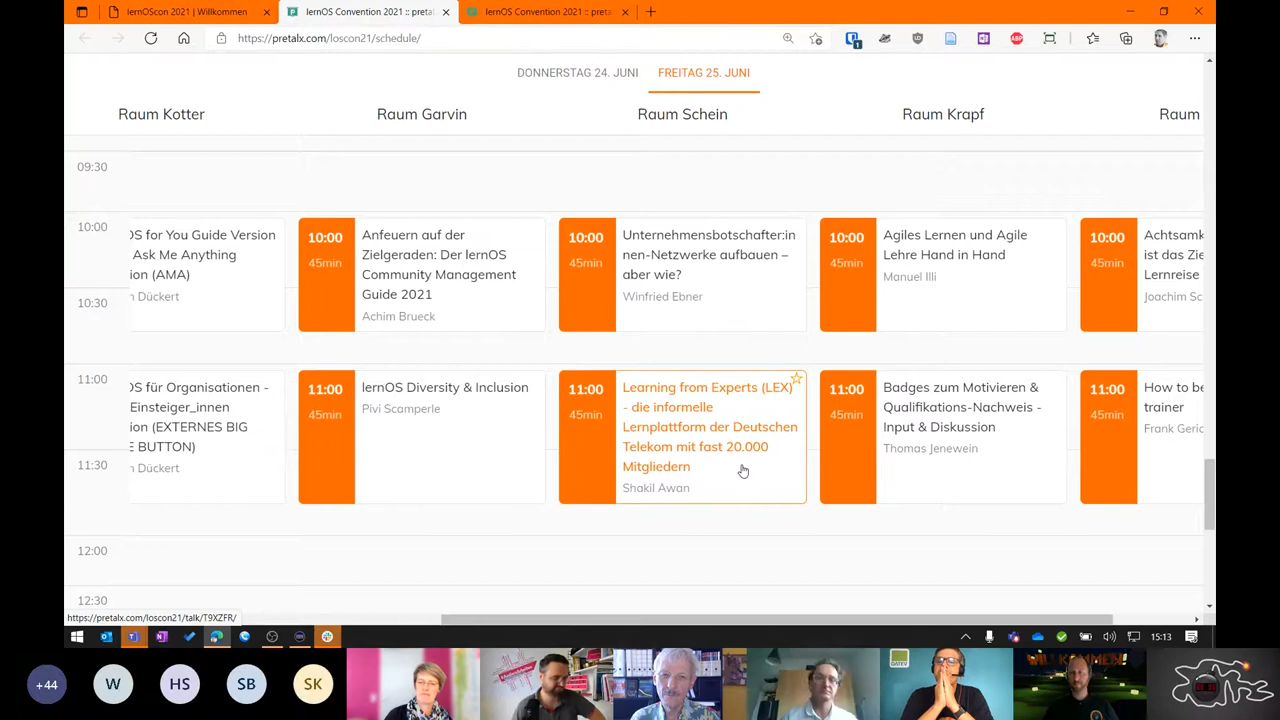 lernOScon 2021 | Willkommen
lernOS Convention 2021 :: preta
lernOS Convention 2021 :: preta
https://pretalx.com/loscon21/schedule/
1
ABP
DONNERSTAG 24. JUNI
FREITAG 25. JUNI
Raum Kotter
Raum Garvin
Raum Schein
Raum Krapf
Raum
09:30
10:00
OS for You Guide Version
Ask Me Anything
ion (AMA)
n Dückert
10:00
45min
Anfeuern auf der
Zielgeraden: Der lernOS
Community Management
Guide 2021
Achim Brueck
10:00
45min
Unternehmensbotschafter:in
nen-Netzwerke aufbauen –
aber wie?
Winfried Ebner
10:00
45min
Agiles Lernen und Agile
Lehre Hand in Hand
Manuel Illi
10:00
45min
Achtsamk
ist das Zie
Lernreise
Joachim Sc
10:30
11:00
OS für Organisationen -
Einsteiger_innen
ion (EXTERNES BIG
E BUTTON)
n Dückert
11:00
45min
lernOS Diversity & Inclusion
Pivi Scamperle
11:00
45min
Learning from Experts (LEX)
- die informelle
Lernplattform der Deutschen
Telekom mit fast 20.000
Mitgliedern
Shakil Awan
11:00
45min
Badges zum Motivieren &
Qualifikations-Nachweis -
Input & Diskussion
Thomas Jenewein
11:00
45min
How to be
trainer
Frank Geric
11:30
12:00
12:30
https://pretalx.com/loscon21/talk/T9XZFR/
15:13
+44
W
HS
SB
SK
DATEV
WILLKOMMEN